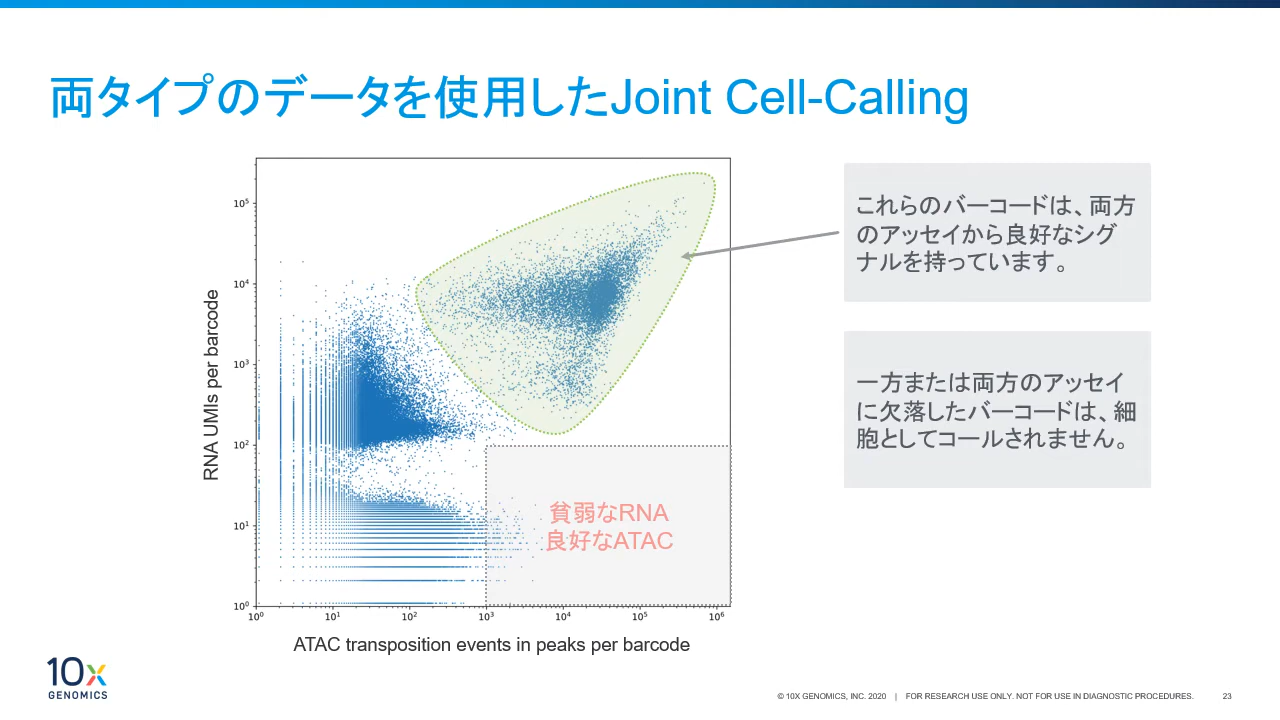 両タイプのデータを使用したJoint Cell-Calling
これらのバーコードは、両方
のアッセイから良好なシグ
ナルを持っています。
一方または両方のアッセイ
に欠落したバーコードは、細
胞としてコールされません。
RNA UMIs per barcode
10⁵
10⁴
10³
10²
10¹
10⁰
貧弱なRNA
良好なATAC
10⁰ 10¹ 10² 10³ 10⁴ 10⁵ 10⁶
ATAC transposition events in peaks per barcode
10x
GENOMICS
© 10X GENOMICS, INC. 2020 | FOR RESEARCH USE ONLY. NOT FOR USE IN DIAGNOSTIC PROCEDURES. 23